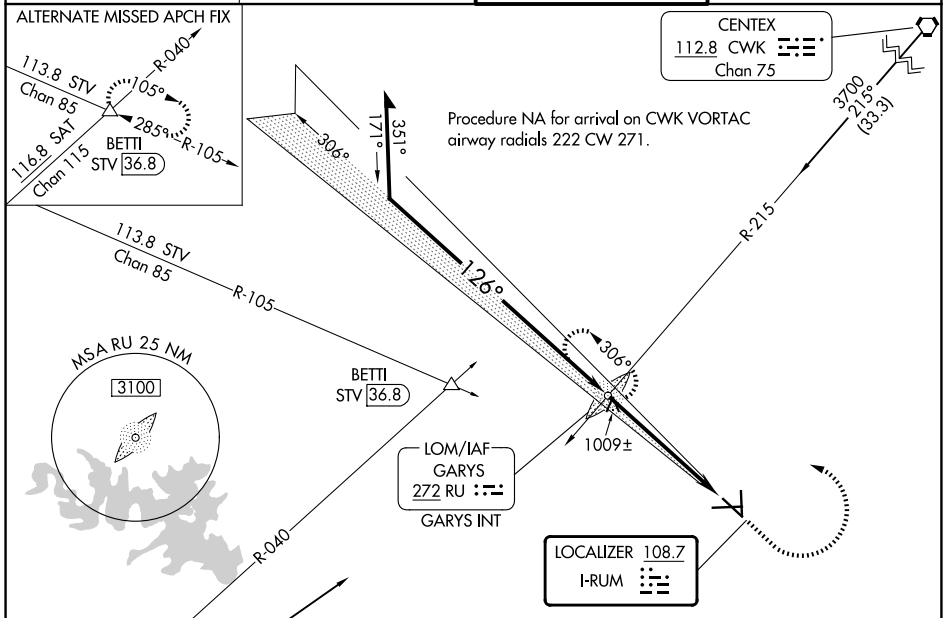 ALTERNATE MISSED APCH FIX
113.8 STV
Chan 85
R-040
105°
285°
R-105
116.8 SAT
Chan 115
BETTI
STV 36.8
CENTEX
112.8 CWK
Chan 75
3700
215°
(33.3)
R-215
Procedure NA for arrival on CWK VORTAC
airway radials 222 CW 271.
306°
171°
351°
126°
113.8 STV
Chan 85
R-105
BETTI
STV 36.8
R-040
MSA RU 25 NM
3100
306°
1009±
LOM/IAF
GARYS
272 RU
GARYS INT
LOCALIZER 108.7
I-RUM